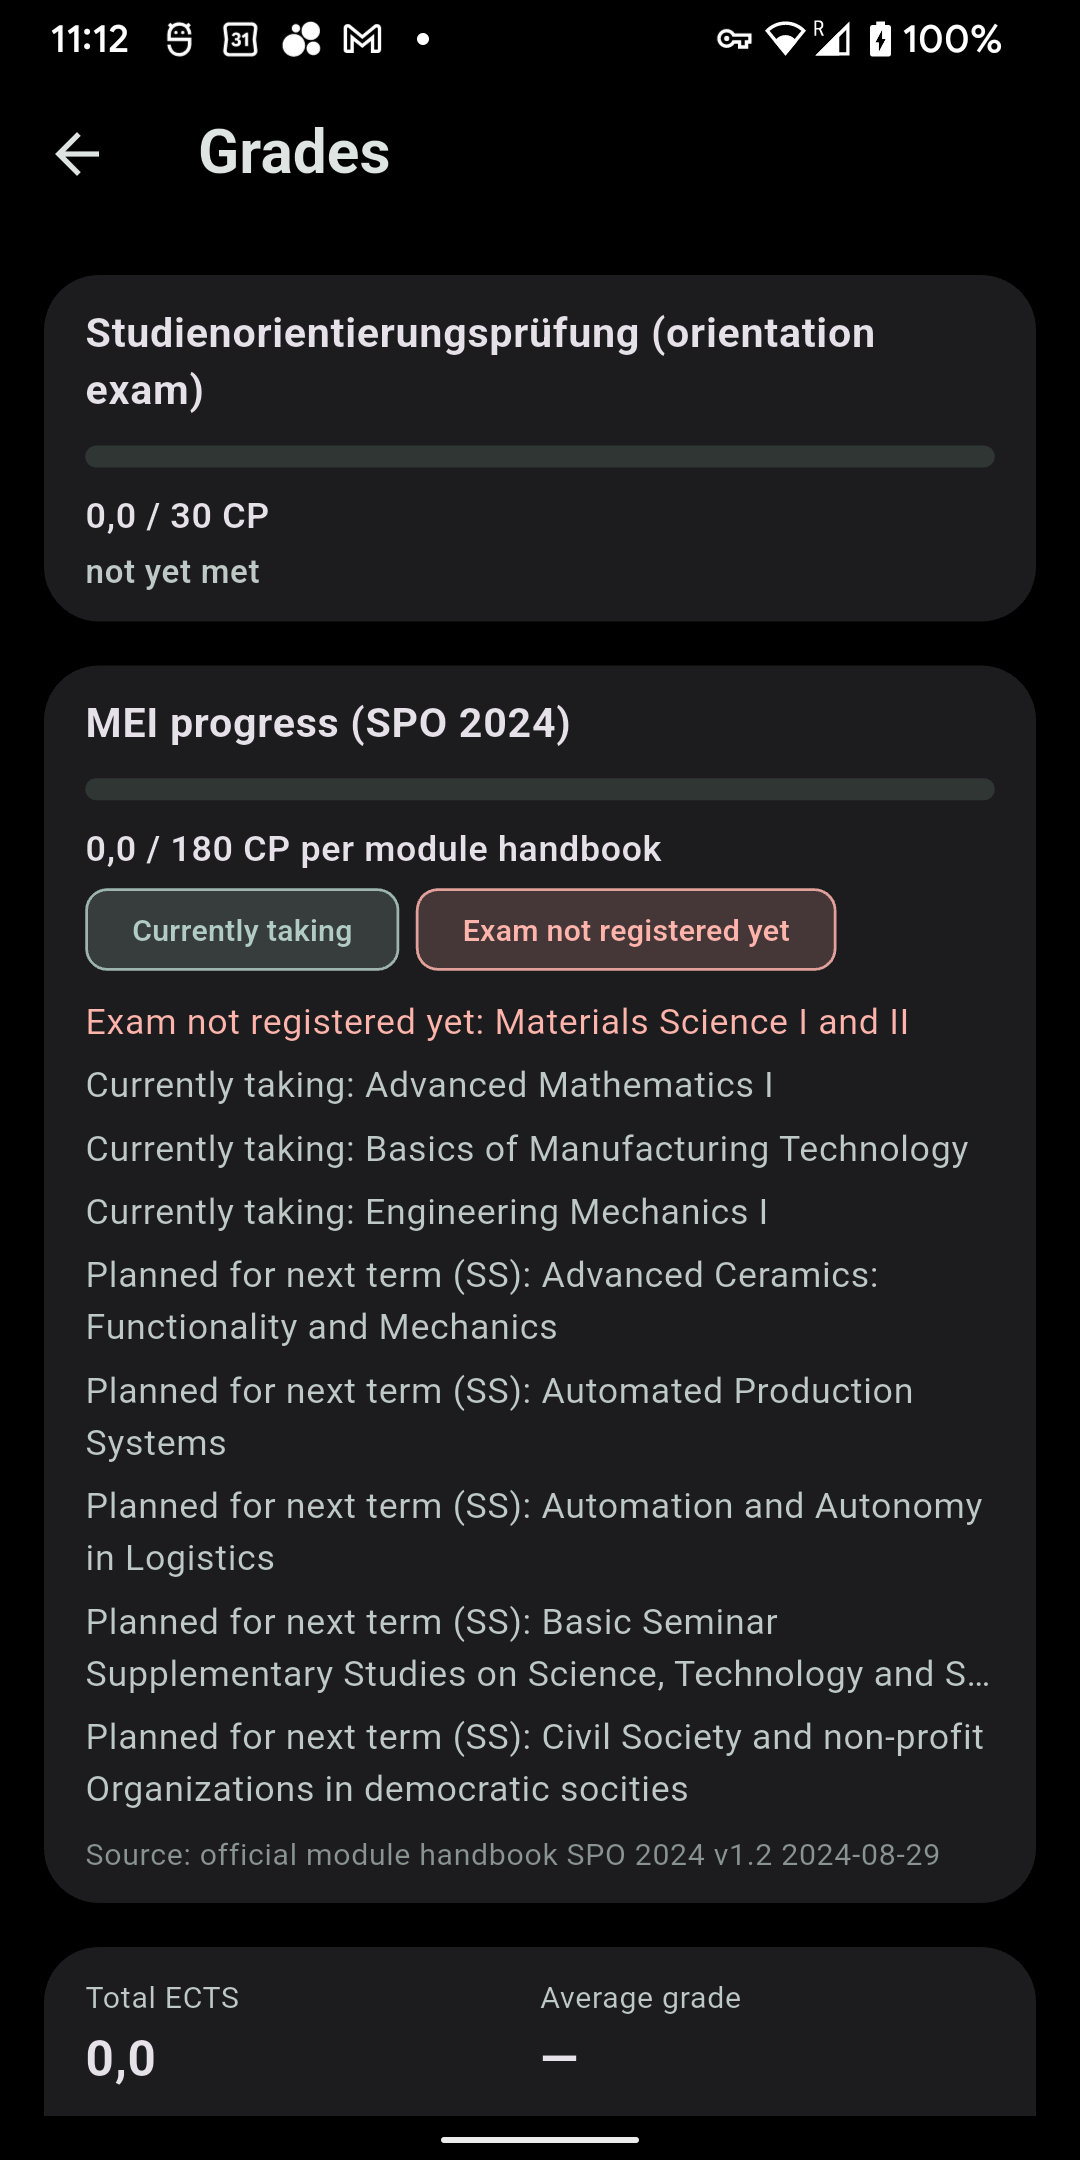 11:12
31
R
100%
Grades
Studienorientierungsprüfung (orientation
exam)
0,0 / 30 CP
not yet met
MEI progress (SPO 2024)
0,0 / 180 CP per module handbook
Currently taking
Exam not registered yet
Exam not registered yet: Materials Science I and II
Currently taking: Advanced Mathematics I
Currently taking: Basics of Manufacturing Technology
Currently taking: Engineering Mechanics I
Planned for next term (SS): Advanced Ceramics:
Functionality and Mechanics
Planned for next term (SS): Automated Production
Systems
Planned for next term (SS): Automation and Autonomy
in Logistics
Planned for next term (SS): Basic Seminar
Supplementary Studies on Science, Technology and S…
Planned for next term (SS): Civil Society and non-profit
Organizations in democratic socities
Source: official module handbook SPO 2024 v1.2 2024-08-29
Total ECTS
Average grade
0,0
—